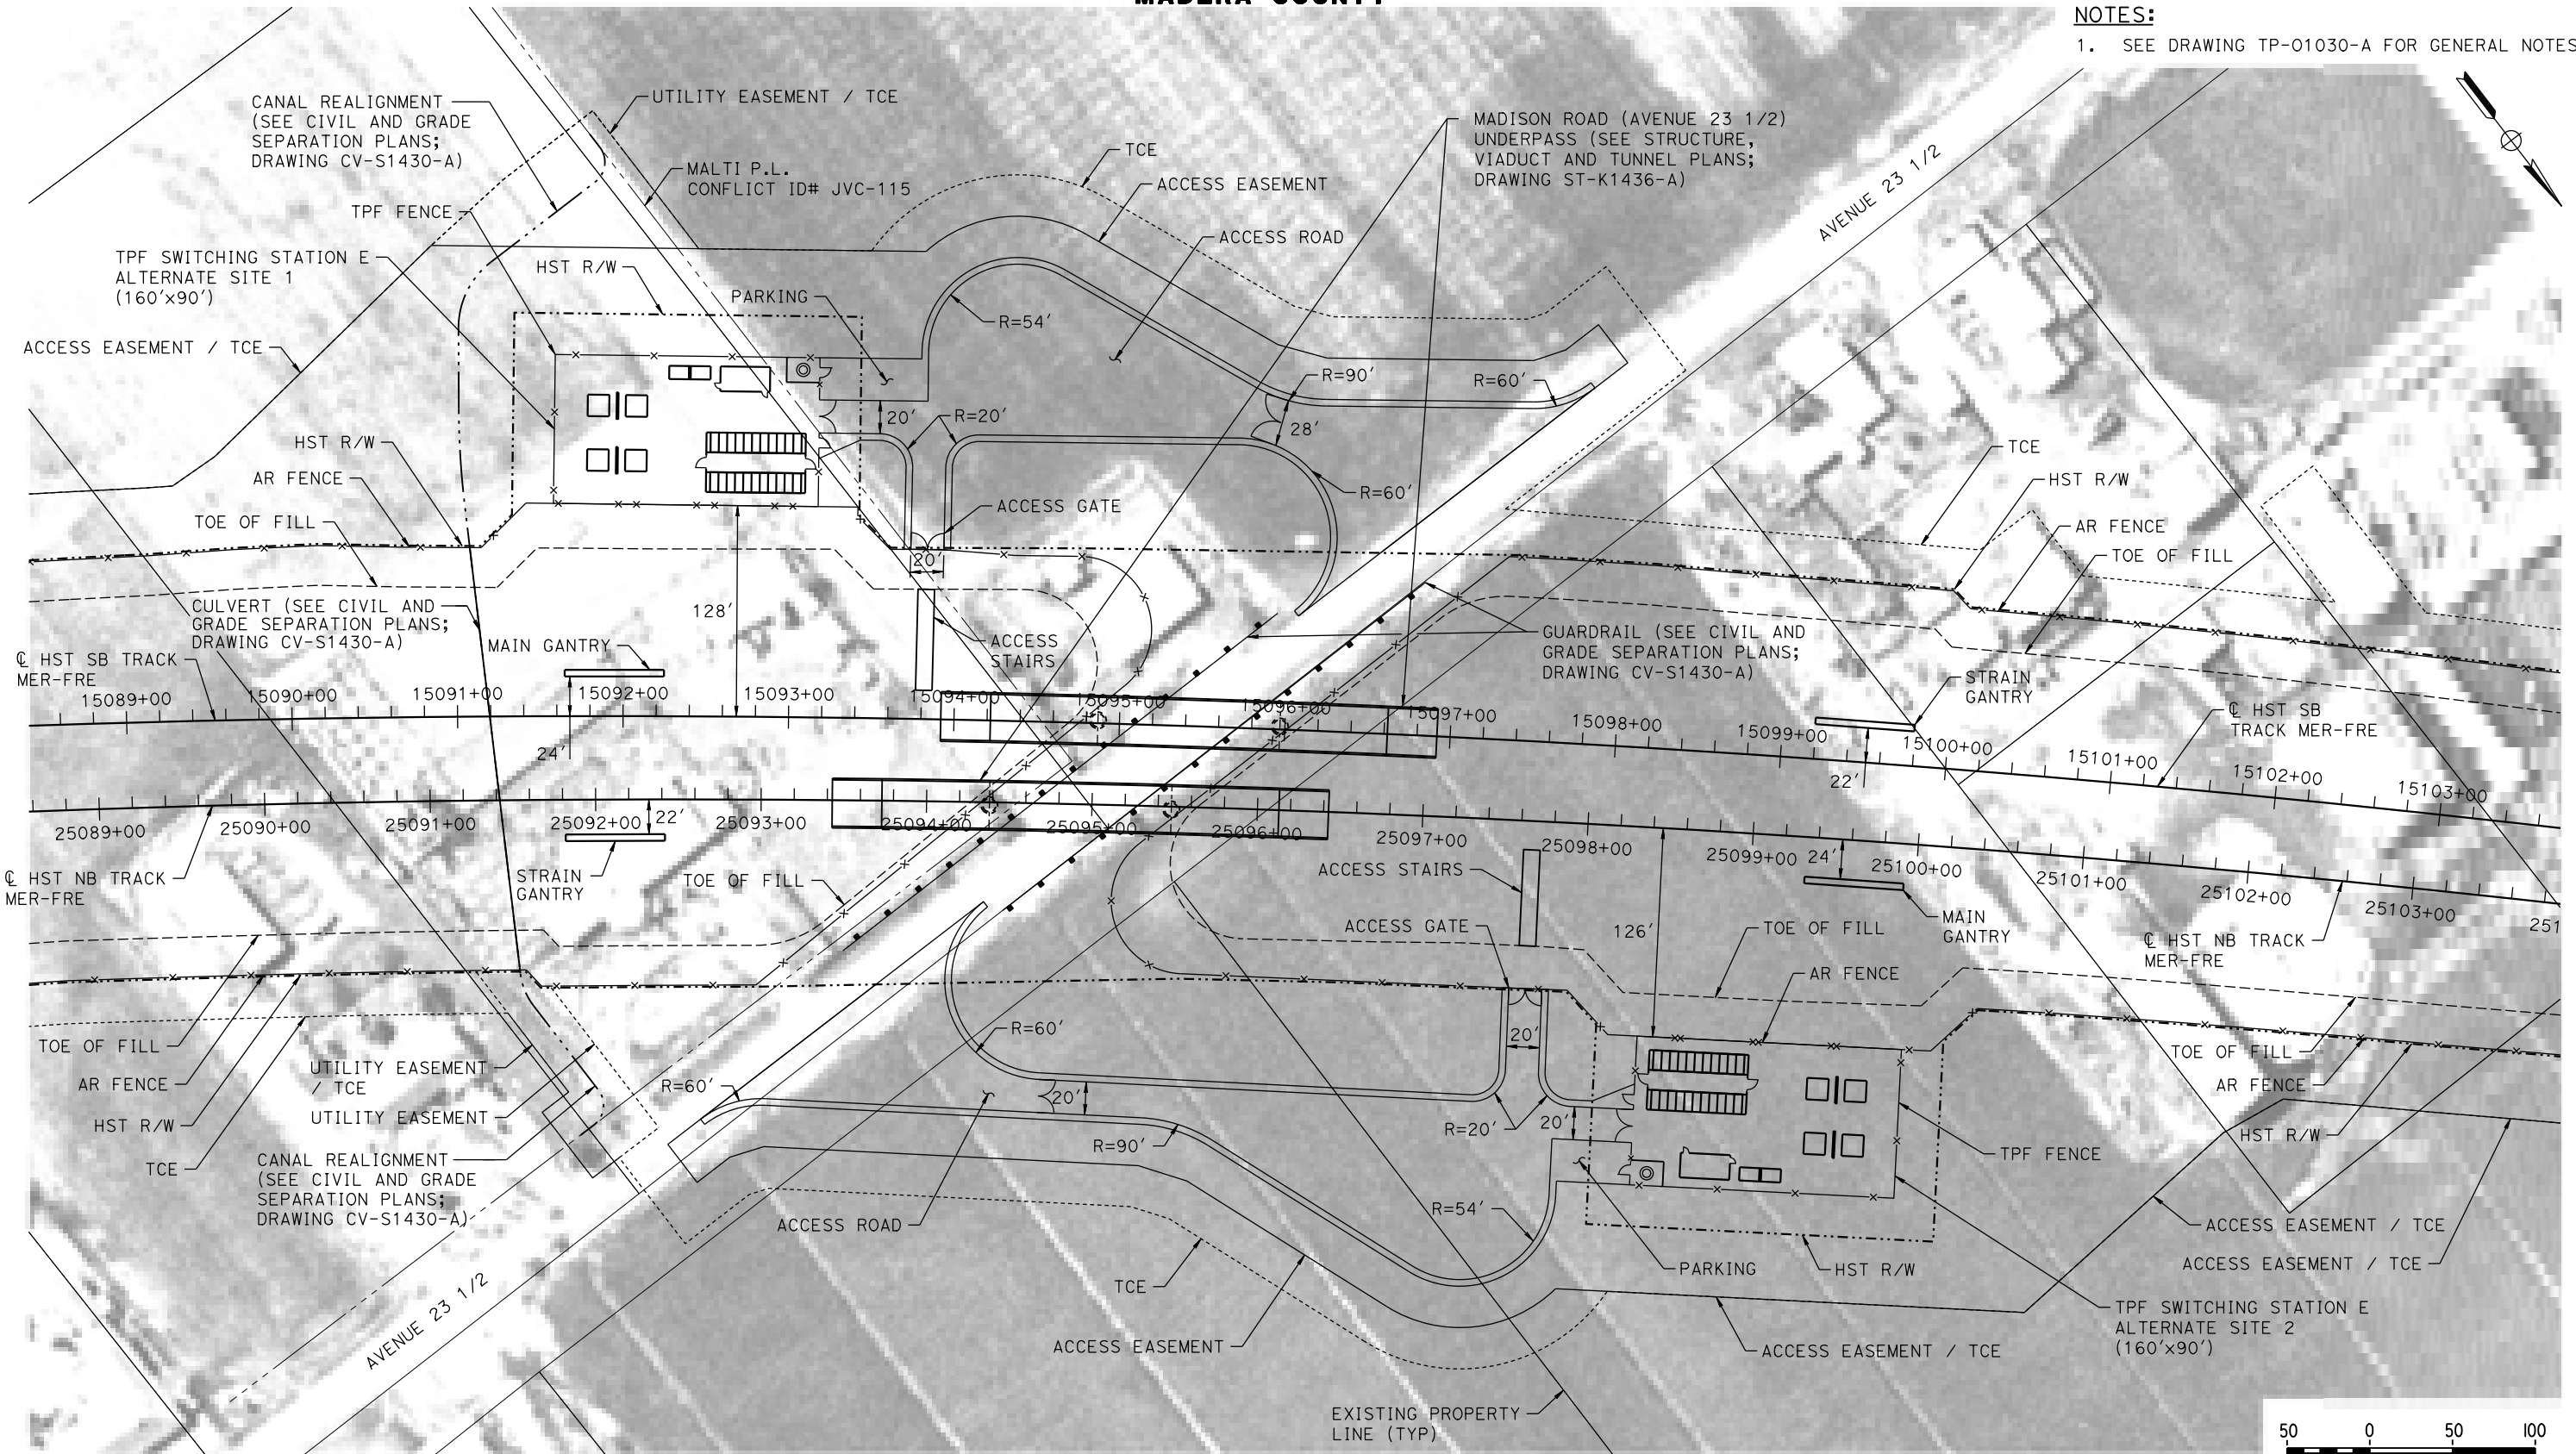 NOTES:
1. SEE DRAWING TP-O1030-A FOR GENERAL NOTES
CANAL REALIGNMENT
(SEE CIVIL AND GRADE
SEPARATION PLANS;
DRAWING CV-S1430-A)
UTILITY EASEMENT / TCE
MALTI P.L.
CONFLICT ID# JVC-115
TCE
ACCESS EASEMENT
ACCESS ROAD
MADISON ROAD (AVENUE 23 1/2)
UNDERPASS (SEE STRUCTURE,
VIADUCT AND TUNNEL PLANS;
DRAWING ST-K1436-A)
AVENUE 23 1/2
TPF FENCE
TPF SWITCHING STATION E
ALTERNATE SITE 1
(160'x90')
HST R/W
PARKING
R=54'
ACCESS EASEMENT / TCE
R=90'
R=60'
20'
R=20'
28'
HST R/W
AR FENCE
TOE OF FILL
R=60'
ACCESS GATE
20'
TCE
HST R/W
AR FENCE
TOE OF FILL
CULVERT (SEE CIVIL AND
GRADE SEPARATION PLANS;
DRAWING CV-S1430-A)
128'
MAIN GANTRY
ACCESS
STAIRS
GUARDRAIL (SEE CIVIL AND
GRADE SEPARATION PLANS;
DRAWING CV-S1430-A)
STRAIN
GANTRY
℄ HST SB TRACK
MER-FRE
15089+00 15090+00 15091+00 15092+00 15093+00 15094+00 15095+00 15096+00 15097+00 15098+00 15099+00 15100+00 15101+00 15102+00 15103+00
℄ HST SB
TRACK MER-FRE
24'
22'
22'
25089+00 25090+00 25091+00 25092+00 25093+00 25094+00 25095+00 25096+00 25097+00 25098+00 25099+00 25100+00 25101+00 25102+00 25103+00 251
24'
℄ HST NB TRACK
MER-FRE
STRAIN
GANTRY
TOE OF FILL
ACCESS STAIRS
ACCESS GATE
126'
TOE OF FILL
MAIN
GANTRY
℄ HST NB TRACK
MER-FRE
AR FENCE
TOE OF FILL
AR FENCE
HST R/W
TCE
UTILITY EASEMENT
/ TCE
UTILITY EASEMENT
CANAL REALIGNMENT
(SEE CIVIL AND GRADE
SEPARATION PLANS;
DRAWING CV-S1430-A)
R=60'
R=60'
20'
R=90'
20'
R=20'
20'
TPF FENCE
TOE OF FILL
AR FENCE
HST R/W
ACCESS ROAD
R=54'
TCE
ACCESS EASEMENT
PARKING
HST R/W
ACCESS EASEMENT / TCE
ACCESS EASEMENT / TCE
TPF SWITCHING STATION E
ALTERNATE SITE 2
(160'x90')
ACCESS EASEMENT / TCE
AVENUE 23 1/2
EXISTING PROPERTY
LINE (TYP)
50 0 50 100